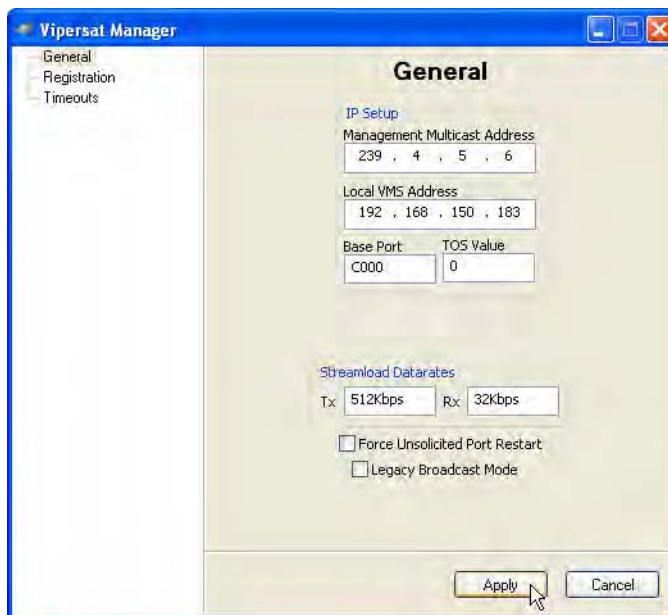 Vipersat Manager
General
Registration
Timeouts
General
IP Setup
Management Multicast Address
239 . 4 . 5 . 6
Local VMS Address
192 . 168 . 150 . 183
Base Port TOS Value
C000 0
Streamload Datarates
Tx 512Kbps Rx 32Kbps
Force Unsolicited Port Restart
Legacy Broadcast Mode
Apply Cancel